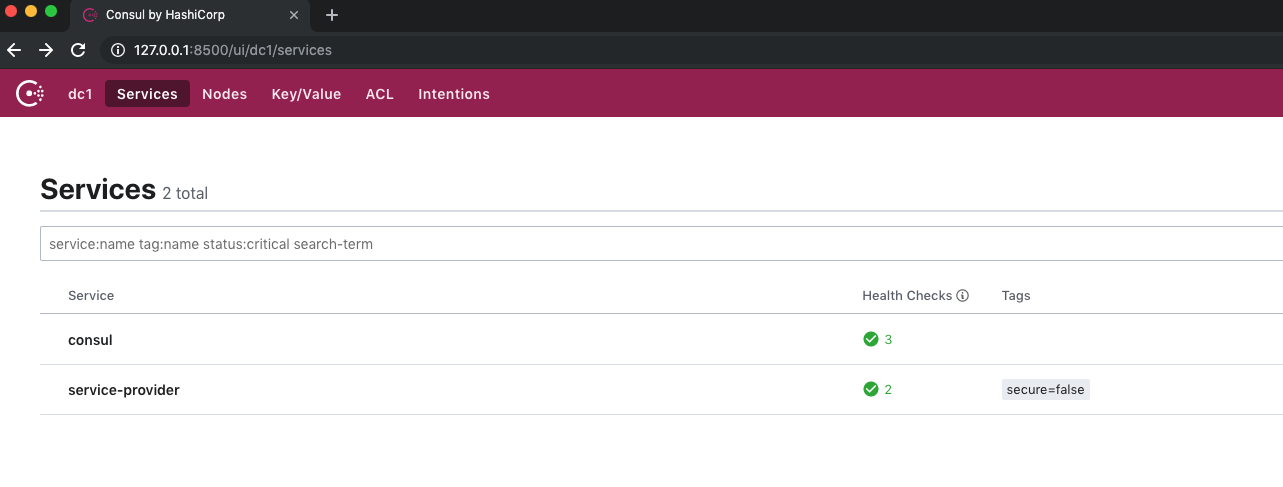 Consul by HashiCorp
127.0.0.1:8500/ui/dc1/services
dc1 Services Nodes Key/Value ACL Intentions
Services 2 total
service:name tag:name status:critical search-term
Service Health Checks Tags
consul 3
service-provider 2 secure=false